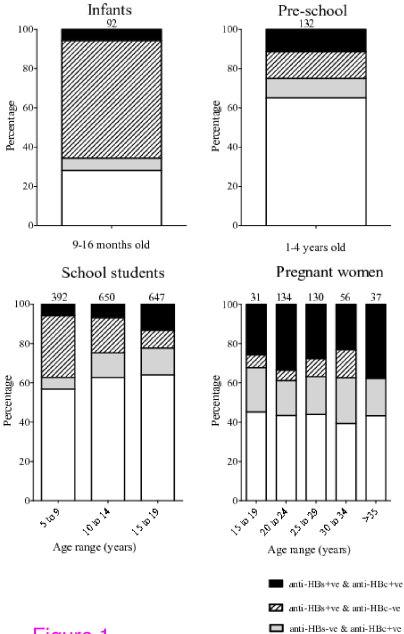 Infants
92
Percentage
100
80
60
40
20
0
9-16 months old
Pre-school
132
Percentage
100
80
60
40
20
0
1-4 years old
School students
392 650 647
Percentage
100
80
60
40
20
0
5 to 9 10 to 14 15 to 19
Age range (years)
Pregnant women
31 134 130 56 37
Percentage
100
80
60
40
20
0
15 to 19 20 to 24 25 to 29 30 to 34 >35
Age range (years)
anti-HBs+ve & anti-HBc+ve
anti-HBs+ve & anti-HBc-ve
anti-HBs-ve & anti-HBc+ve
Figure 1